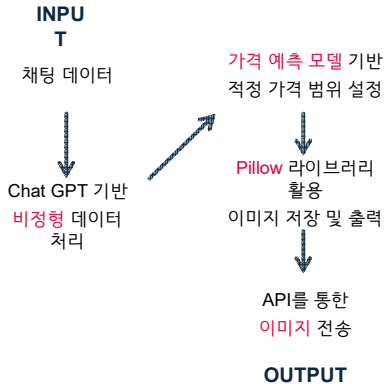 INPU
T
채팅 데이터
Chat GPT 기반
비정형 데이터
처리
가격 예측 모델 기반
적정 가격 범위 설정
Pillow 라이브러리
활용
이미지 저장 및 출력
API를 통한
이미지 전송
OUTPUT